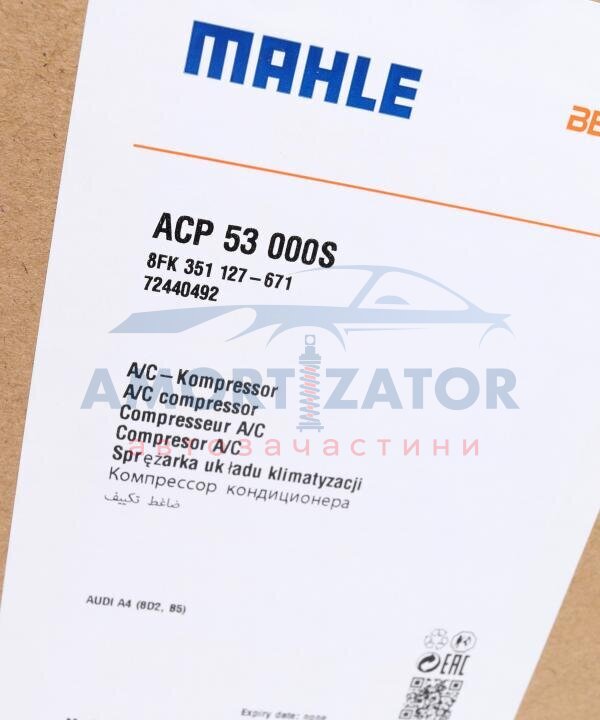 MAHLE
BE
ACP 53 000S
8FK 351 127-671
72440492
A/C-Kompressor
A/C compressor
Compresseur A/C
Compresor A/C
Sprężarka układu klimatyzacji
Компрессор кондиционера
ضاغط تكييف
AMORTIZATOR
автозачастини
AUDI A4 (8D2, B5)
EAC
Expiry date: none